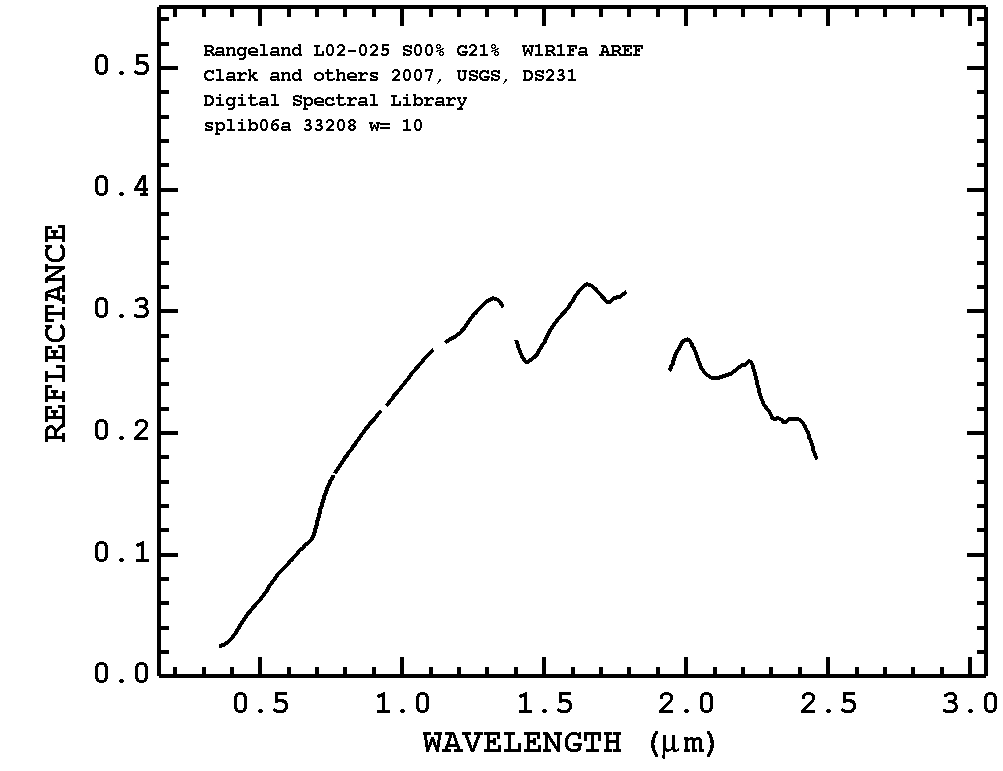 Rangeland L02-025 S00% G21%  W1R1Fa AREF
Clark and others 2007, USGS, DS231
Digital Spectral Library
splib06a 33208 w= 10
0.5
0.4
0.3
0.2
0.1
0.0
REFLECTANCE
0.5 1.0 1.5 2.0 2.5 3.0
WAVELENGTH (μm)